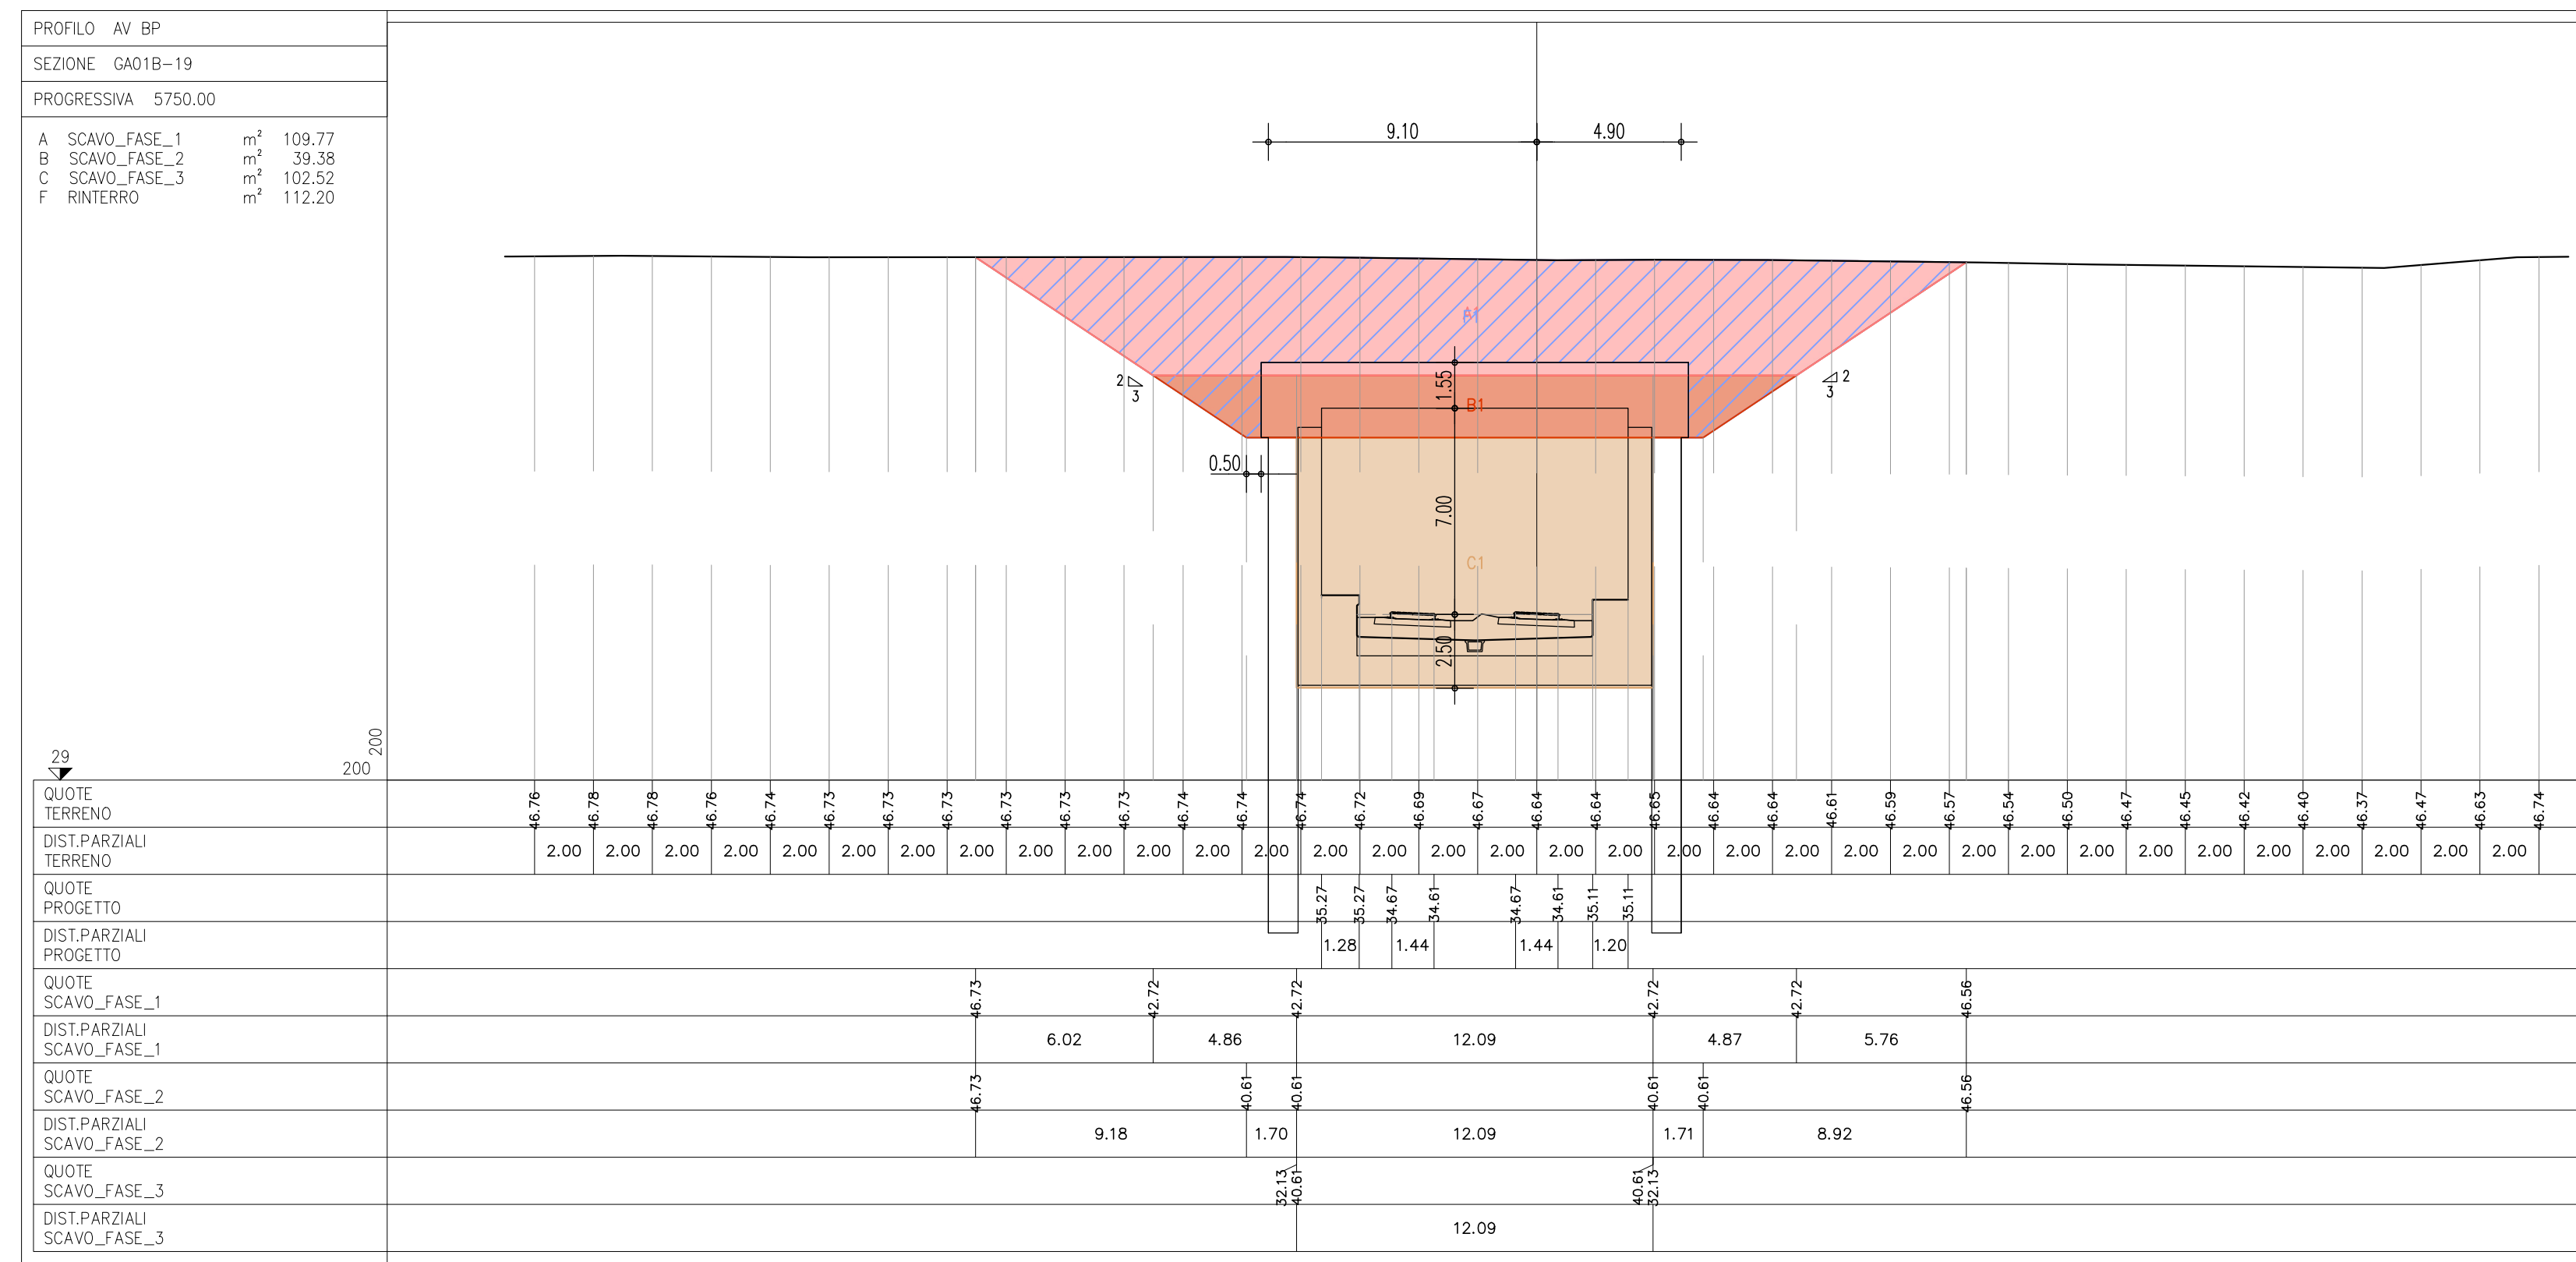 PROFILO AV BP
SEZIONE GA01B-19
PROGRESSIVA 5750.00
A SCAVO_FASE_1 m² 109.77
B SCAVO_FASE_2 m² 39.38
C SCAVO_FASE_3 m² 102.52
F RINTERRO m² 112.20
9.10 4.90
F1
2 3
2 3
1.55
B1
0.50
7.00
C1
2.50
29
200
200
QUOTE
TERRENO
46.76 46.78 46.78 46.76 46.74 46.73 46.73 46.73 46.73 46.73 46.73 46.74 46.74 46.74 46.72 46.69 46.67 46.64 46.64 46.65 46.64 46.64 46.61 46.59 46.57 46.54 46.50 46.47 46.45 46.42 46.40 46.37 46.47 46.63 46.74
DIST.PARZIALI
TERRENO
2.00 2.00 2.00 2.00 2.00 2.00 2.00 2.00 2.00 2.00 2.00 2.00 2.00 2.00 2.00 2.00 2.00 2.00 2.00 2.00 2.00 2.00 2.00 2.00 2.00 2.00 2.00 2.00 2.00 2.00 2.00 2.00 2.00 2.00
QUOTE
PROGETTO
35.27 35.27 34.67 34.61 34.67 34.61 35.11 35.11
DIST.PARZIALI
PROGETTO
1.28 1.44 1.44 1.20
QUOTE
SCAVO_FASE_1
46.73 42.72 42.72 42.72 42.72 46.56
DIST.PARZIALI
SCAVO_FASE_1
6.02 4.86 12.09 4.87 5.76
QUOTE
SCAVO_FASE_2
46.73 40.61 40.61 40.61 40.61 46.56
DIST.PARZIALI
SCAVO_FASE_2
9.18 1.70 12.09 1.71 8.92
QUOTE
SCAVO_FASE_3
32.13 40.61 40.61 32.13
DIST.PARZIALI
SCAVO_FASE_3
12.09